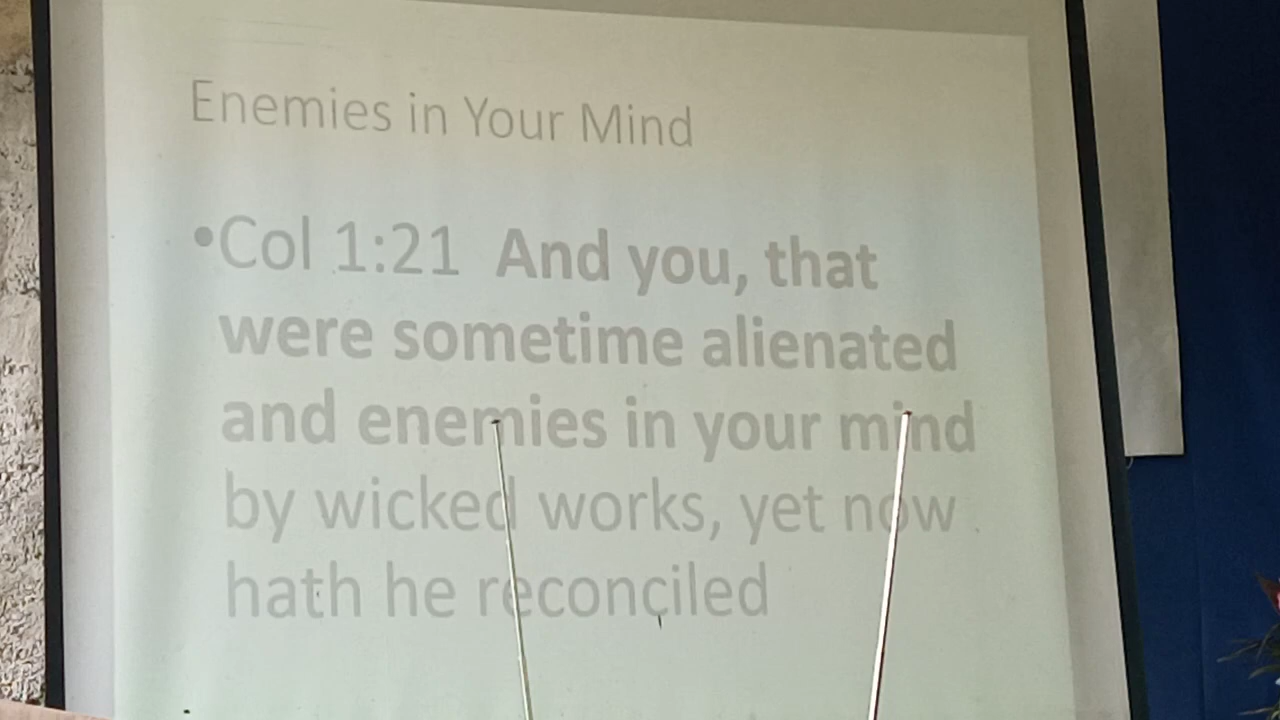 Enemies in Your Mind
•Col 1:21 And you, that
were sometime alienated
and enemies in your mind
by wicked works, yet now
hath he reconciled